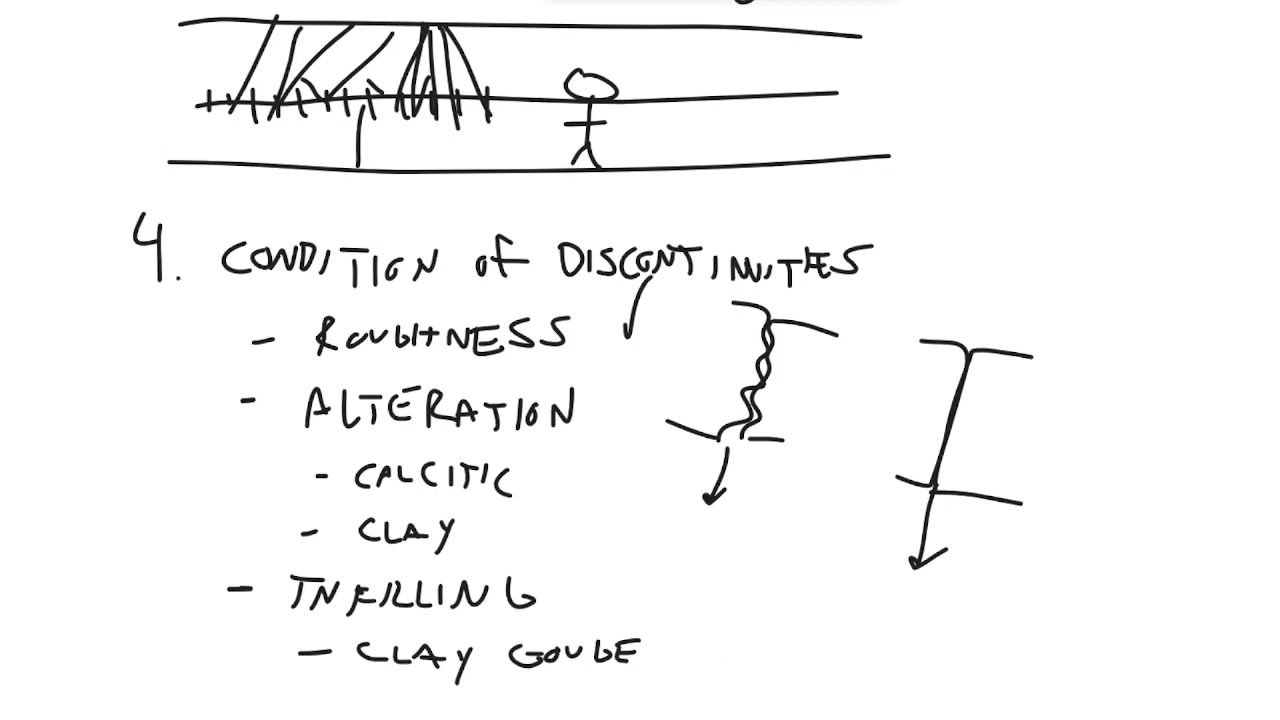 4. CONDITION of DISCONTINUITIES
- ROUGHNESS
- ALTERATION
- CALCITIC
- CLAY
- INFILLING
- CLAY GOUGE